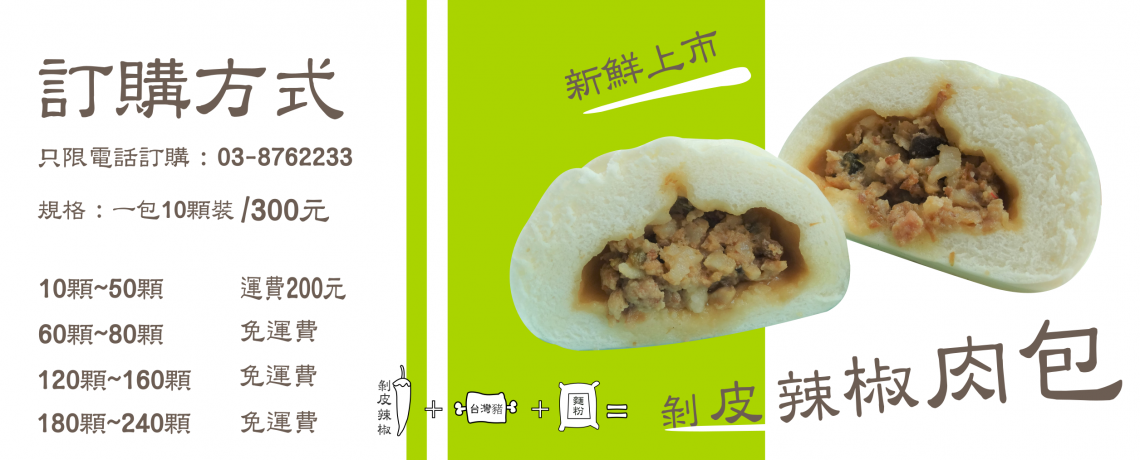 訂購方式
只限電話訂購：03-8762233
規格：一包10顆裝/300元
10顆~50顆 運費200元
60顆~80顆 免運費
120顆~160顆 免運費
180顆~240顆 免運費
新鮮上市
剝皮辣椒 + 台灣豬 + 麵粉 =
剝皮辣椒肉包